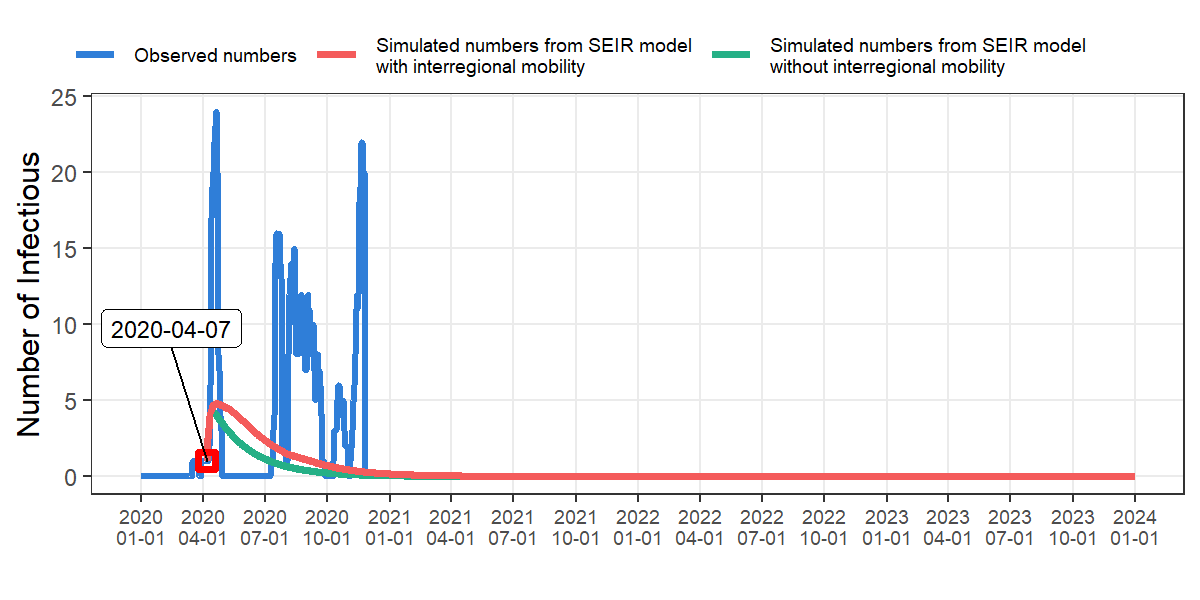 Observed numbers
Simulated numbers from SEIR model
with interregional mobility
Simulated numbers from SEIR model
without interregional mobility
Number of Infectious
25
20
15
10
5
0
2020-04-07
2020 2020 2020 2020 2021 2021 2021 2021 2022 2022 2022 2022 2023 2023 2023 2023 2024
01-01 04-01 07-01 10-01 01-01 04-01 07-01 10-01 01-01 04-01 07-01 10-01 01-01 04-01 07-01 10-01 01-01